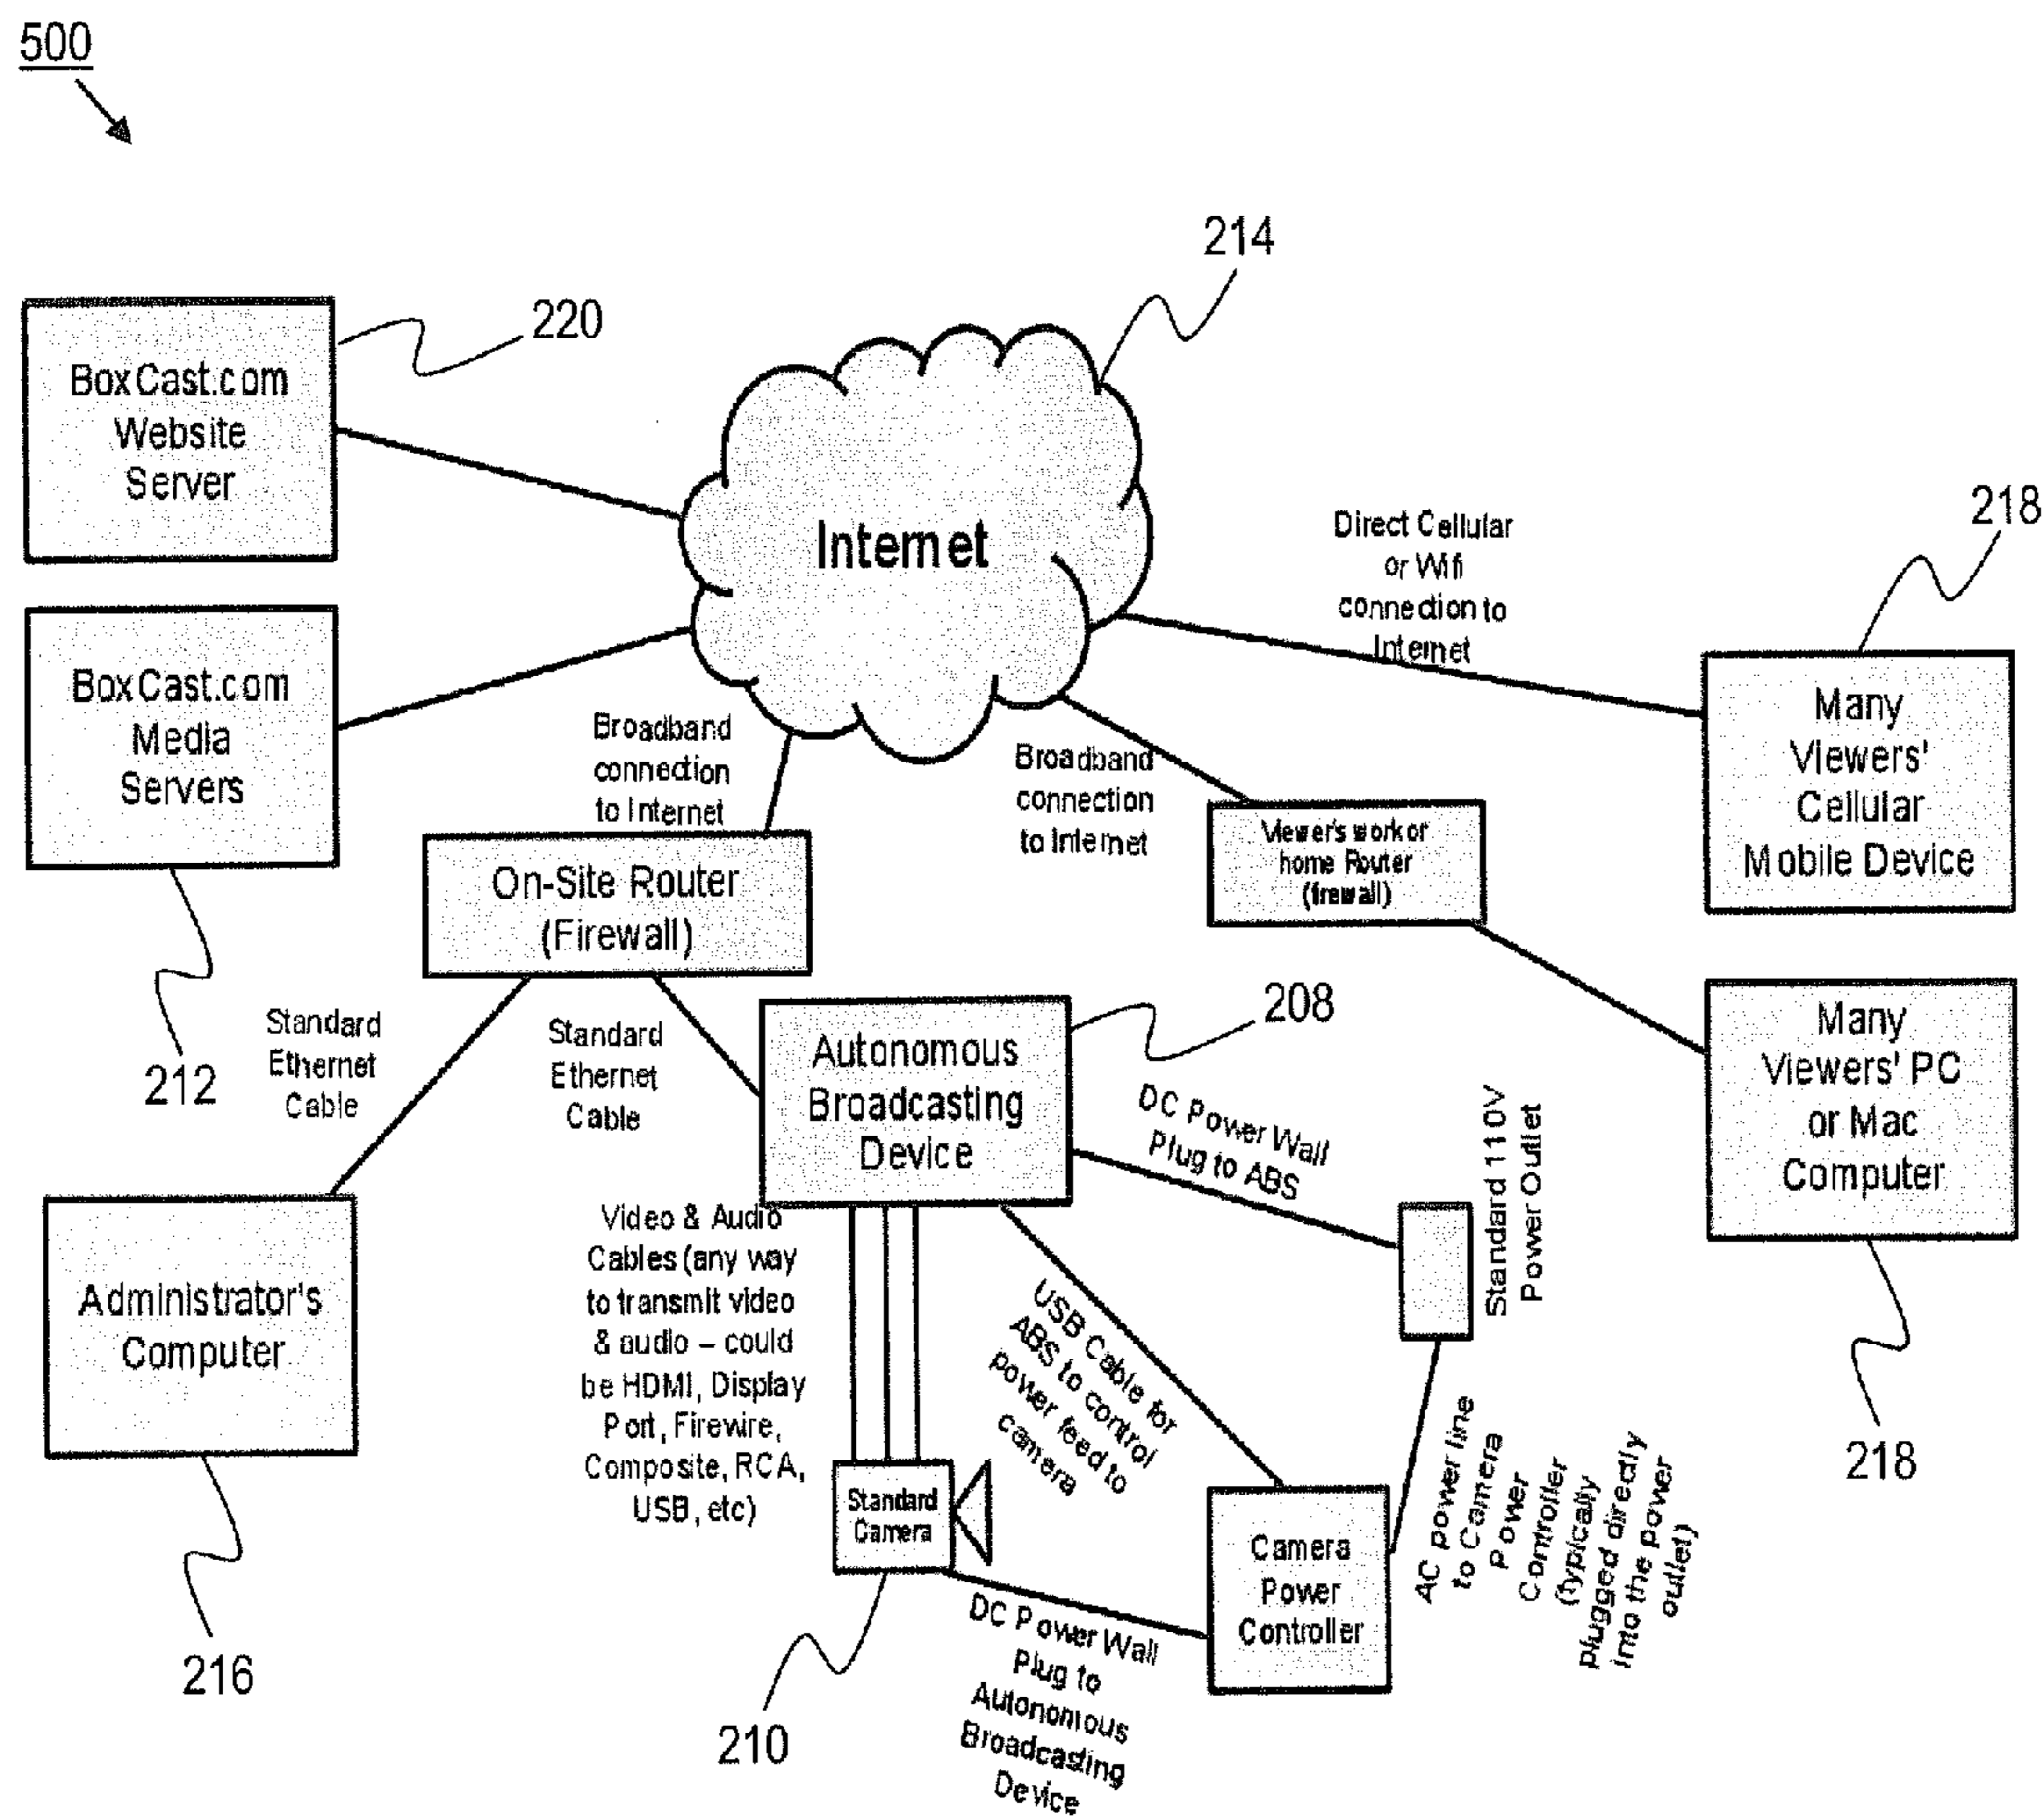 500
214
220
BoxCast.com
Website
Server
Internet
Direct Cellular
or Wifi
connection to
Internet
218
BoxCast.com
Media
Servers
212
Broadband
connection
to Internet
Broadband
connection
to Internet
Many
Viewers'
Cellular
Mobile Device
Viewer's work or
home Router
(firewall)
On-Site Router
(Firewall)
Standard
Ethernet
Cable
Standard
Ethernet
Cable
Autonomous
Broadcasting
Device
208
Many
Viewers' PC
or Mac
Computer
218
DC Power Wall
Plug to ABS
Standard 110V
Power Outlet
Administrator's
Computer
216
Video & Audio
Cables (any way
to transmit video
& audio – could
be HDMI, Display
Port, Firewire,
Composite, RCA,
USB, etc)
USB Cable for
ABS to control
power feed to
camera
Standard
Camera
210
Camera
Power
Controller
AC power line
to Camera
Power
Controller
(typically
plugged directly
into the power
outlet)
DC Power Wall
Plug to
Autonomous
Broadcasting
Device